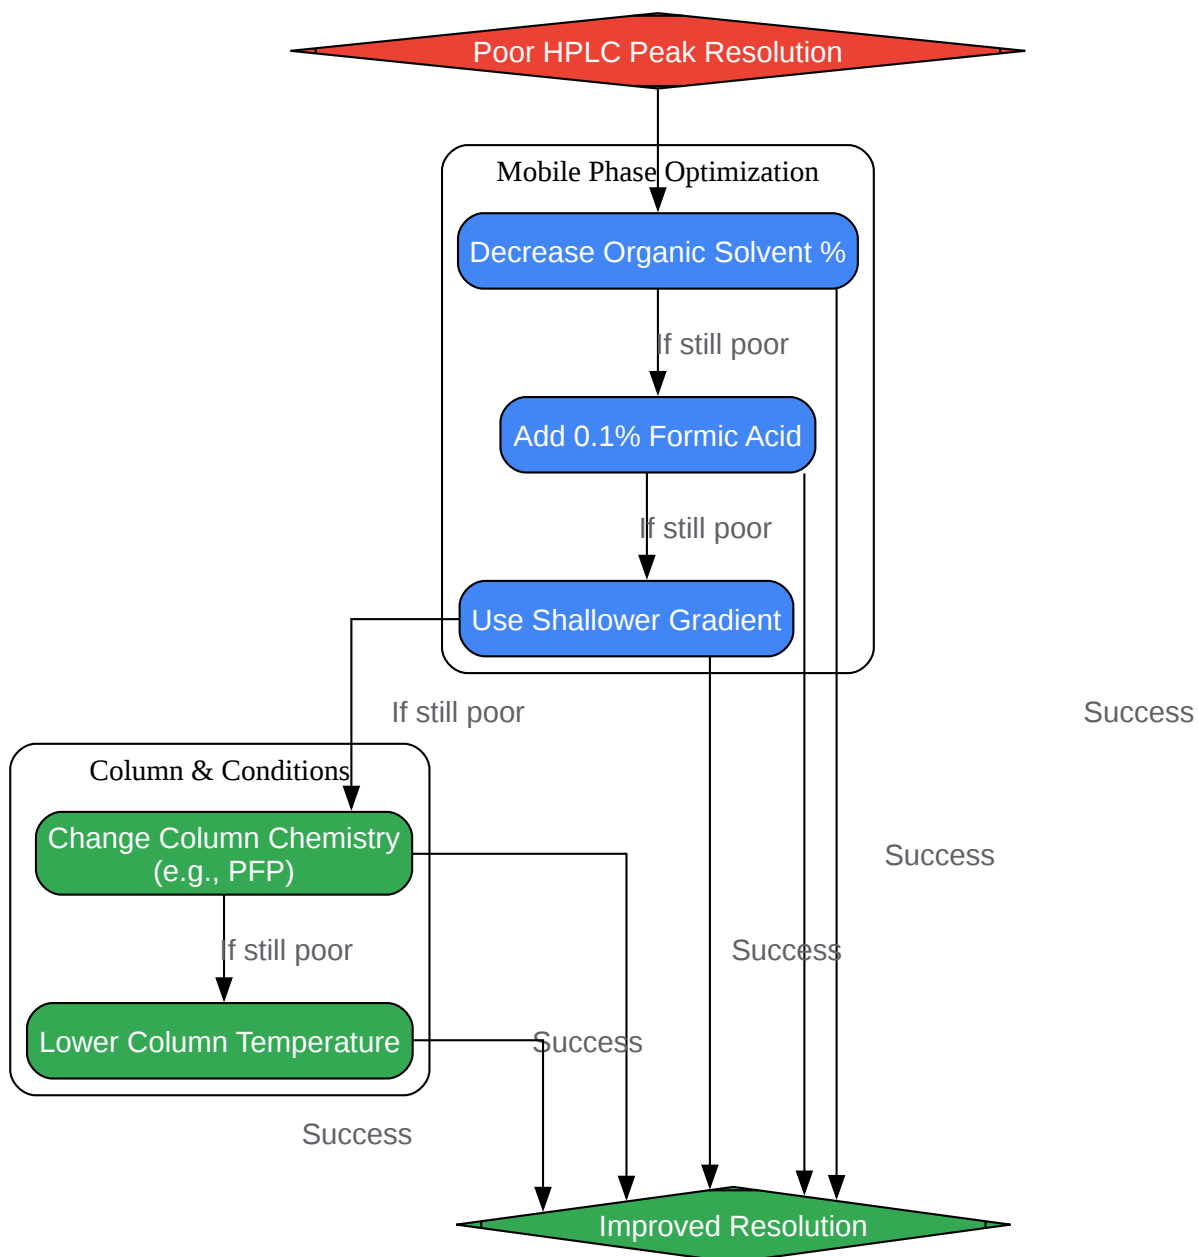 Poor HPLC Peak Resolution
Mobile Phase Optimization
Decrease Organic Solvent %
If still poor
Add 0.1% Formic Acid
If still poor
Use Shallower Gradient
If still poor
Success
Column & Conditions
Change Column Chemistry
(e.g., PFP)
Success
If still poor
Success
Lower Column Temperature
Success
Success
Improved Resolution